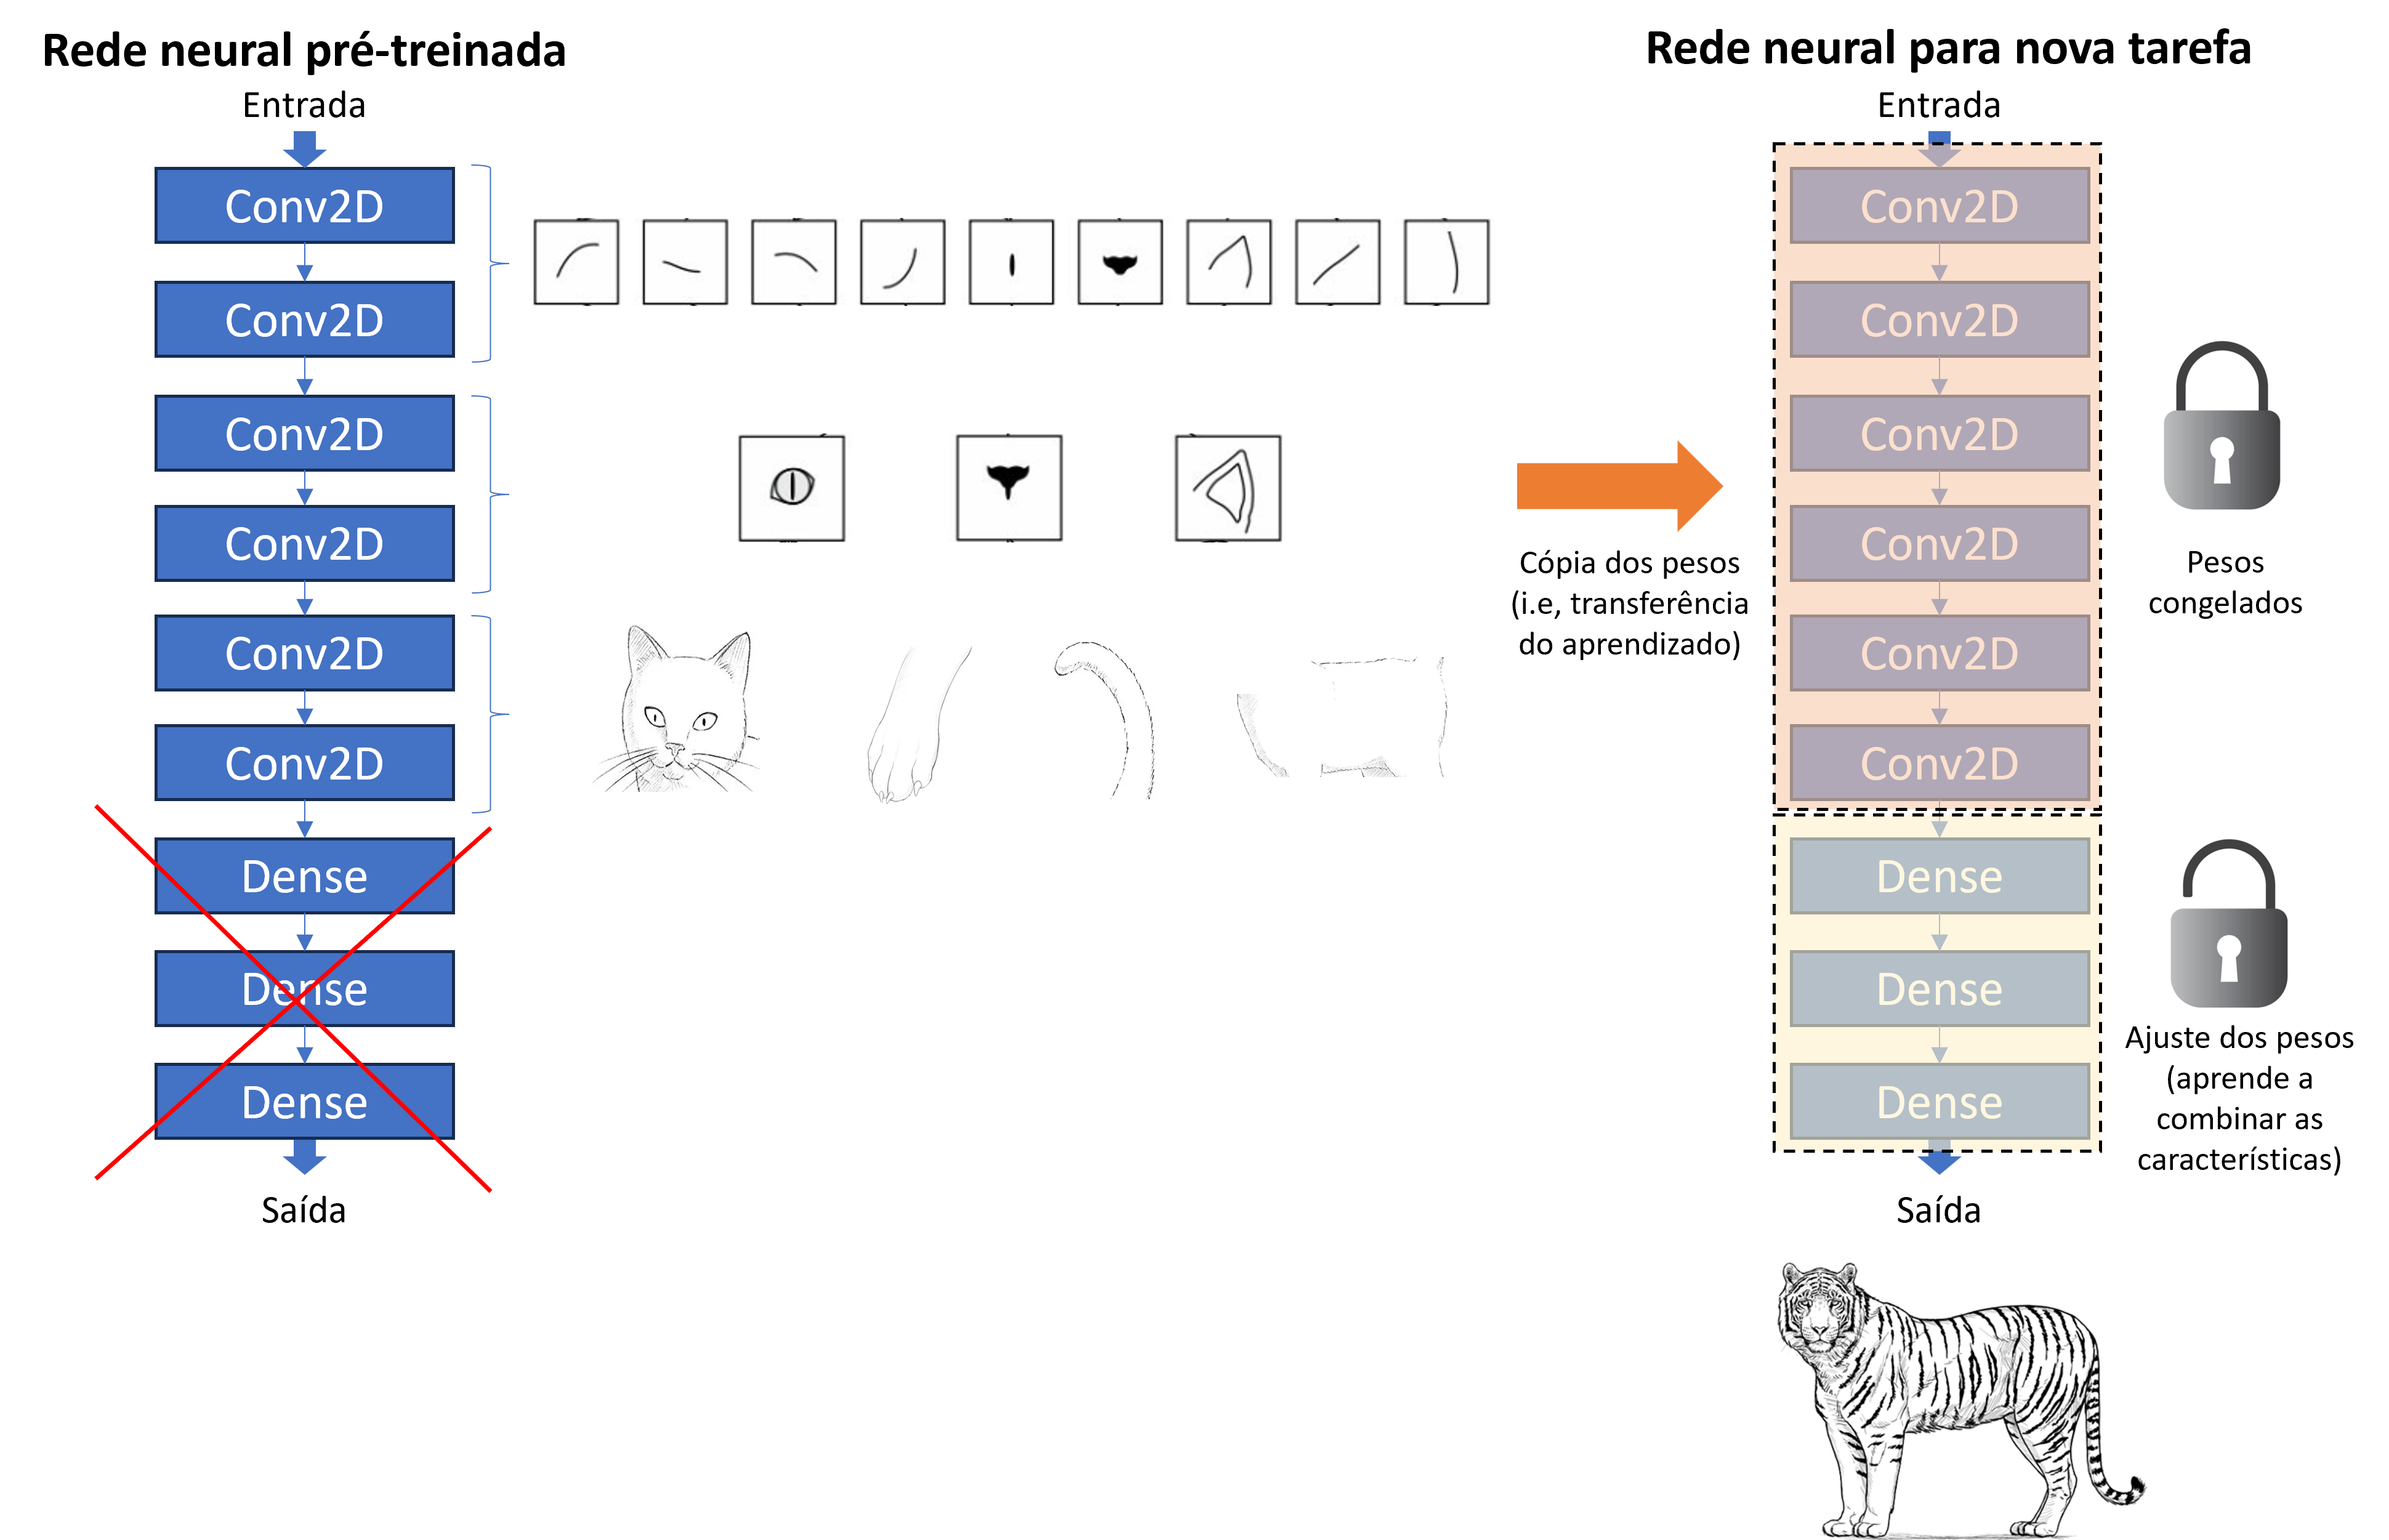 Rede neural pré-treinada
Entrada
Conv2D
Conv2D
Conv2D
Conv2D
Conv2D
Conv2D
Dense
Dense
Dense
Saída
Cópia dos pesos
(i.e, transferência
do aprendizado)
Rede neural para nova tarefa
Entrada
Conv2D
Conv2D
Conv2D
Conv2D
Conv2D
Conv2D
Dense
Dense
Dense
Saída
Pesos
congelados
Ajuste dos pesos
(aprende a
combinar as
características)